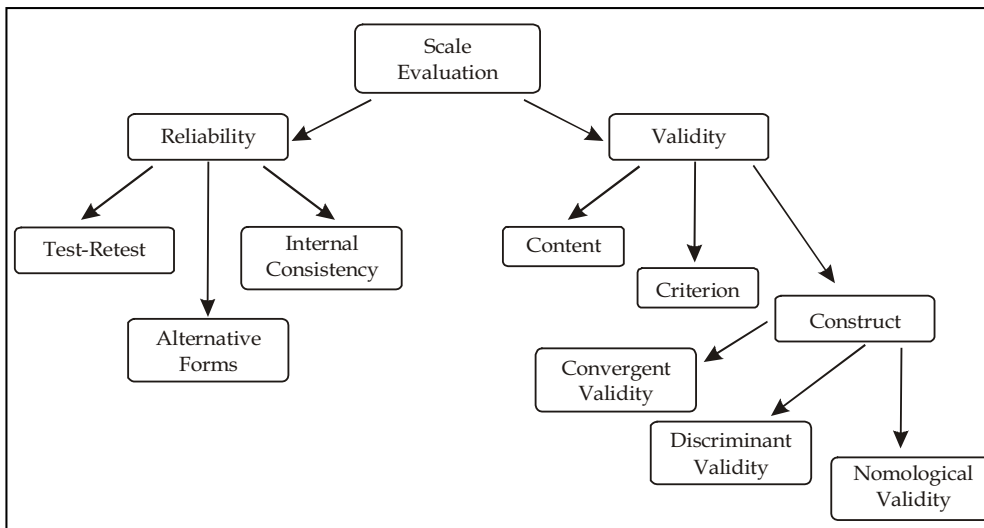 Scale
Evaluation
Reliability
Validity
Test-Retest
Internal
Consistency
Alternative
Forms
Content
Criterion
Construct
Convergent
Validity
Discriminant
Validity
Nomological
Validity